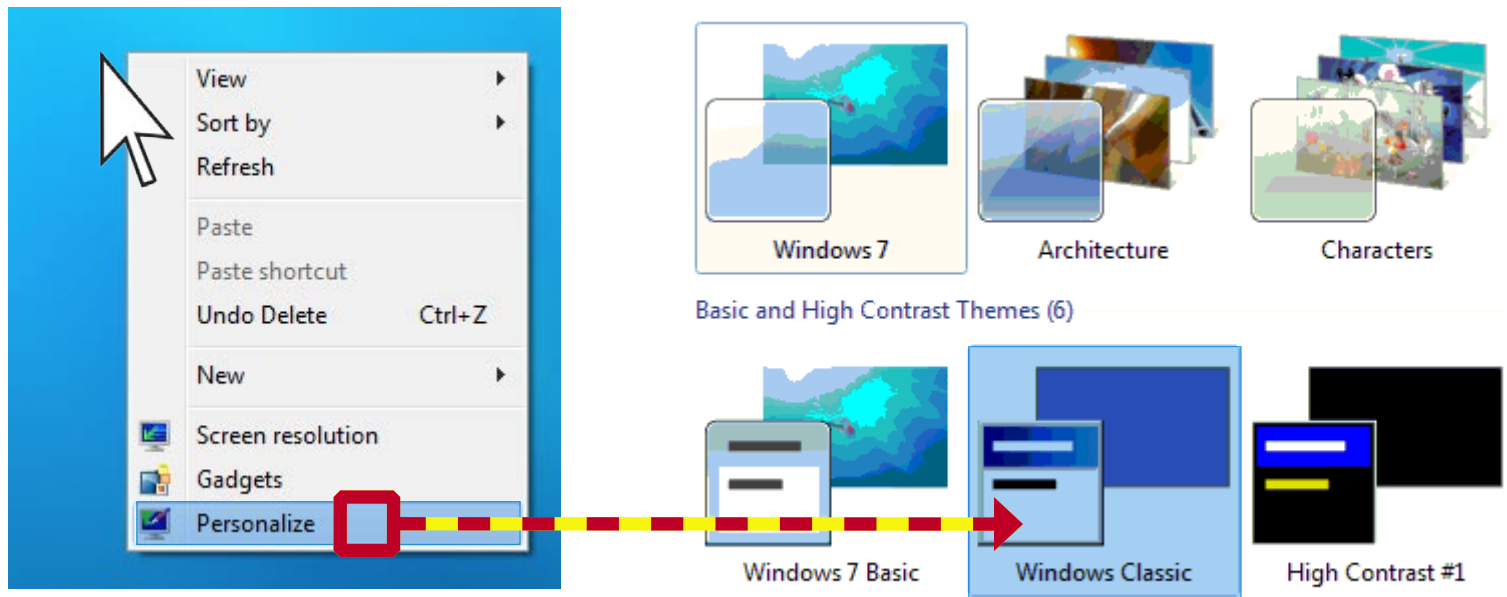 View
Sort by
Refresh
Paste
Paste shortcut
Undo Delete Ctrl+Z
New
Screen resolution
Gadgets
Personalize
Windows 7
Architecture
Characters
Basic and High Contrast Themes (6)
Windows 7 Basic
Windows Classic
High Contrast #1